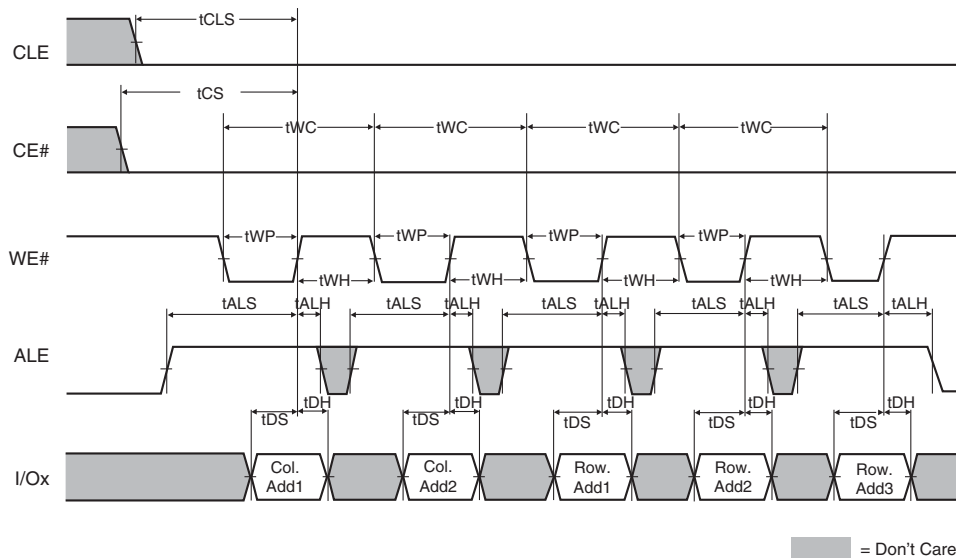 tCLS
CLE
tCS
tWC tWC tWC tWC
CE#
tWP tWP tWP tWP
WE#
tWH tWH tWH tWH
tALS tALH tALS tALH tALS tALH tALS tALH tALS tALH
ALE
tDH tDH tDH tDH tDH
tDS tDS tDS tDS tDS
I/Ox
Col. Add1
Col. Add2
Row. Add1
Row. Add2
Row. Add3
= Don't Care